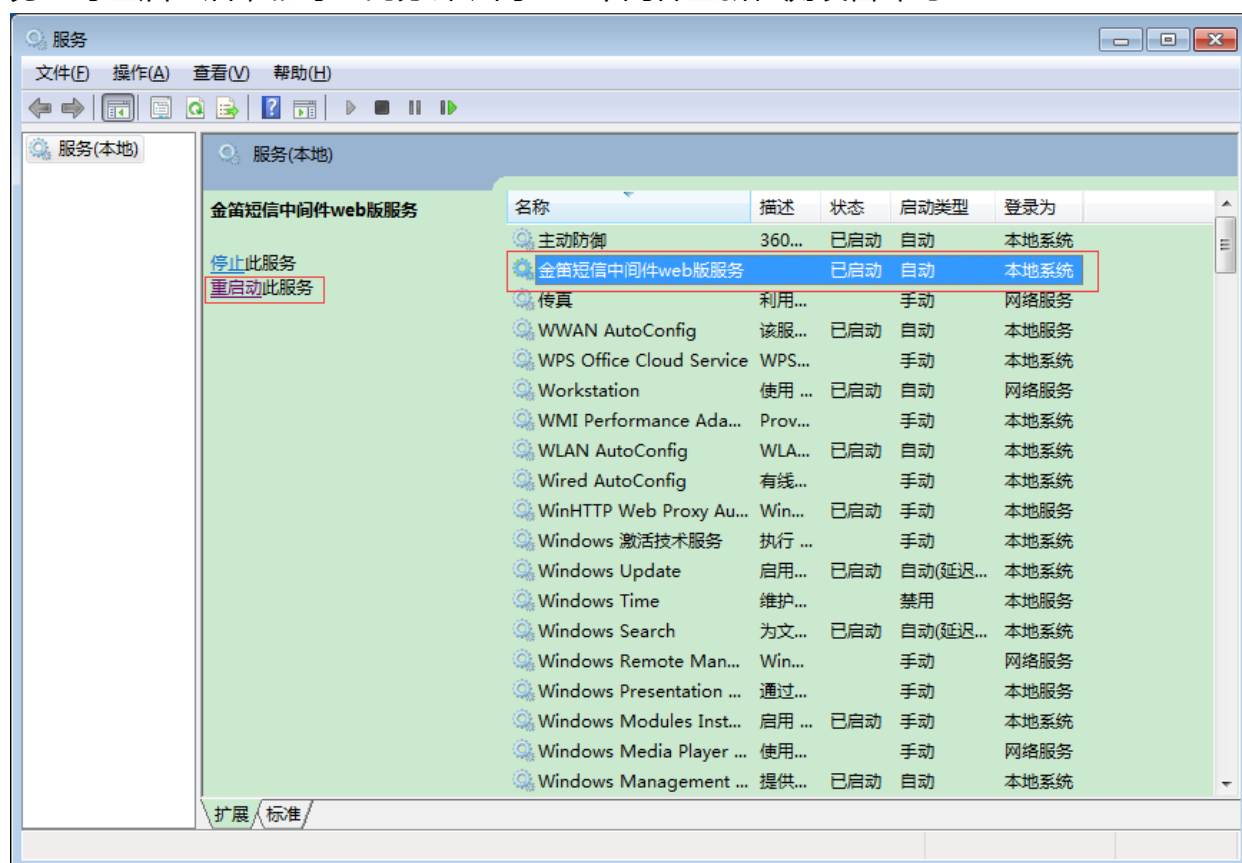 服务
文件(F) 操作(A) 查看(V) 帮助(H)
服务(本地)
服务(本地)
金笛短信中间件web版服务
停止此服务
重启动此服务
名称 描述 状态 启动类型 登录为
主动防御 360... 已启动 自动 本地系统
金笛短信中间件web版服务 已启动 自动 本地系统
传真 利用... 手动 网络服务
WWAN AutoConfig 该服... 已启动 自动 本地服务
WPS Office Cloud Service WPS... 手动 本地系统
Workstation 使用 ... 已启动 自动 网络服务
WMI Performance Ada... Prov... 手动 本地系统
WLAN AutoConfig WLA... 已启动 自动 本地系统
Wired AutoConfig 有线... 手动 本地系统
WinHTTP Web Proxy Au... Win... 已启动 手动 本地服务
Windows 激活技术服务 执行 ... 手动 本地系统
Windows Update 启用... 已启动 自动(延迟... 本地系统
Windows Time 维护... 禁用 本地服务
Windows Search 为文... 已启动 自动(延迟... 本地系统
Windows Remote Man... Win... 手动 网络服务
Windows Presentation ... 通过... 手动 本地服务
Windows Modules Inst... 启用 ... 已启动 手动 本地系统
Windows Media Player ... 使用... 手动 网络服务
Windows Management ... 提供... 已启动 自动 本地系统
扩展 标准